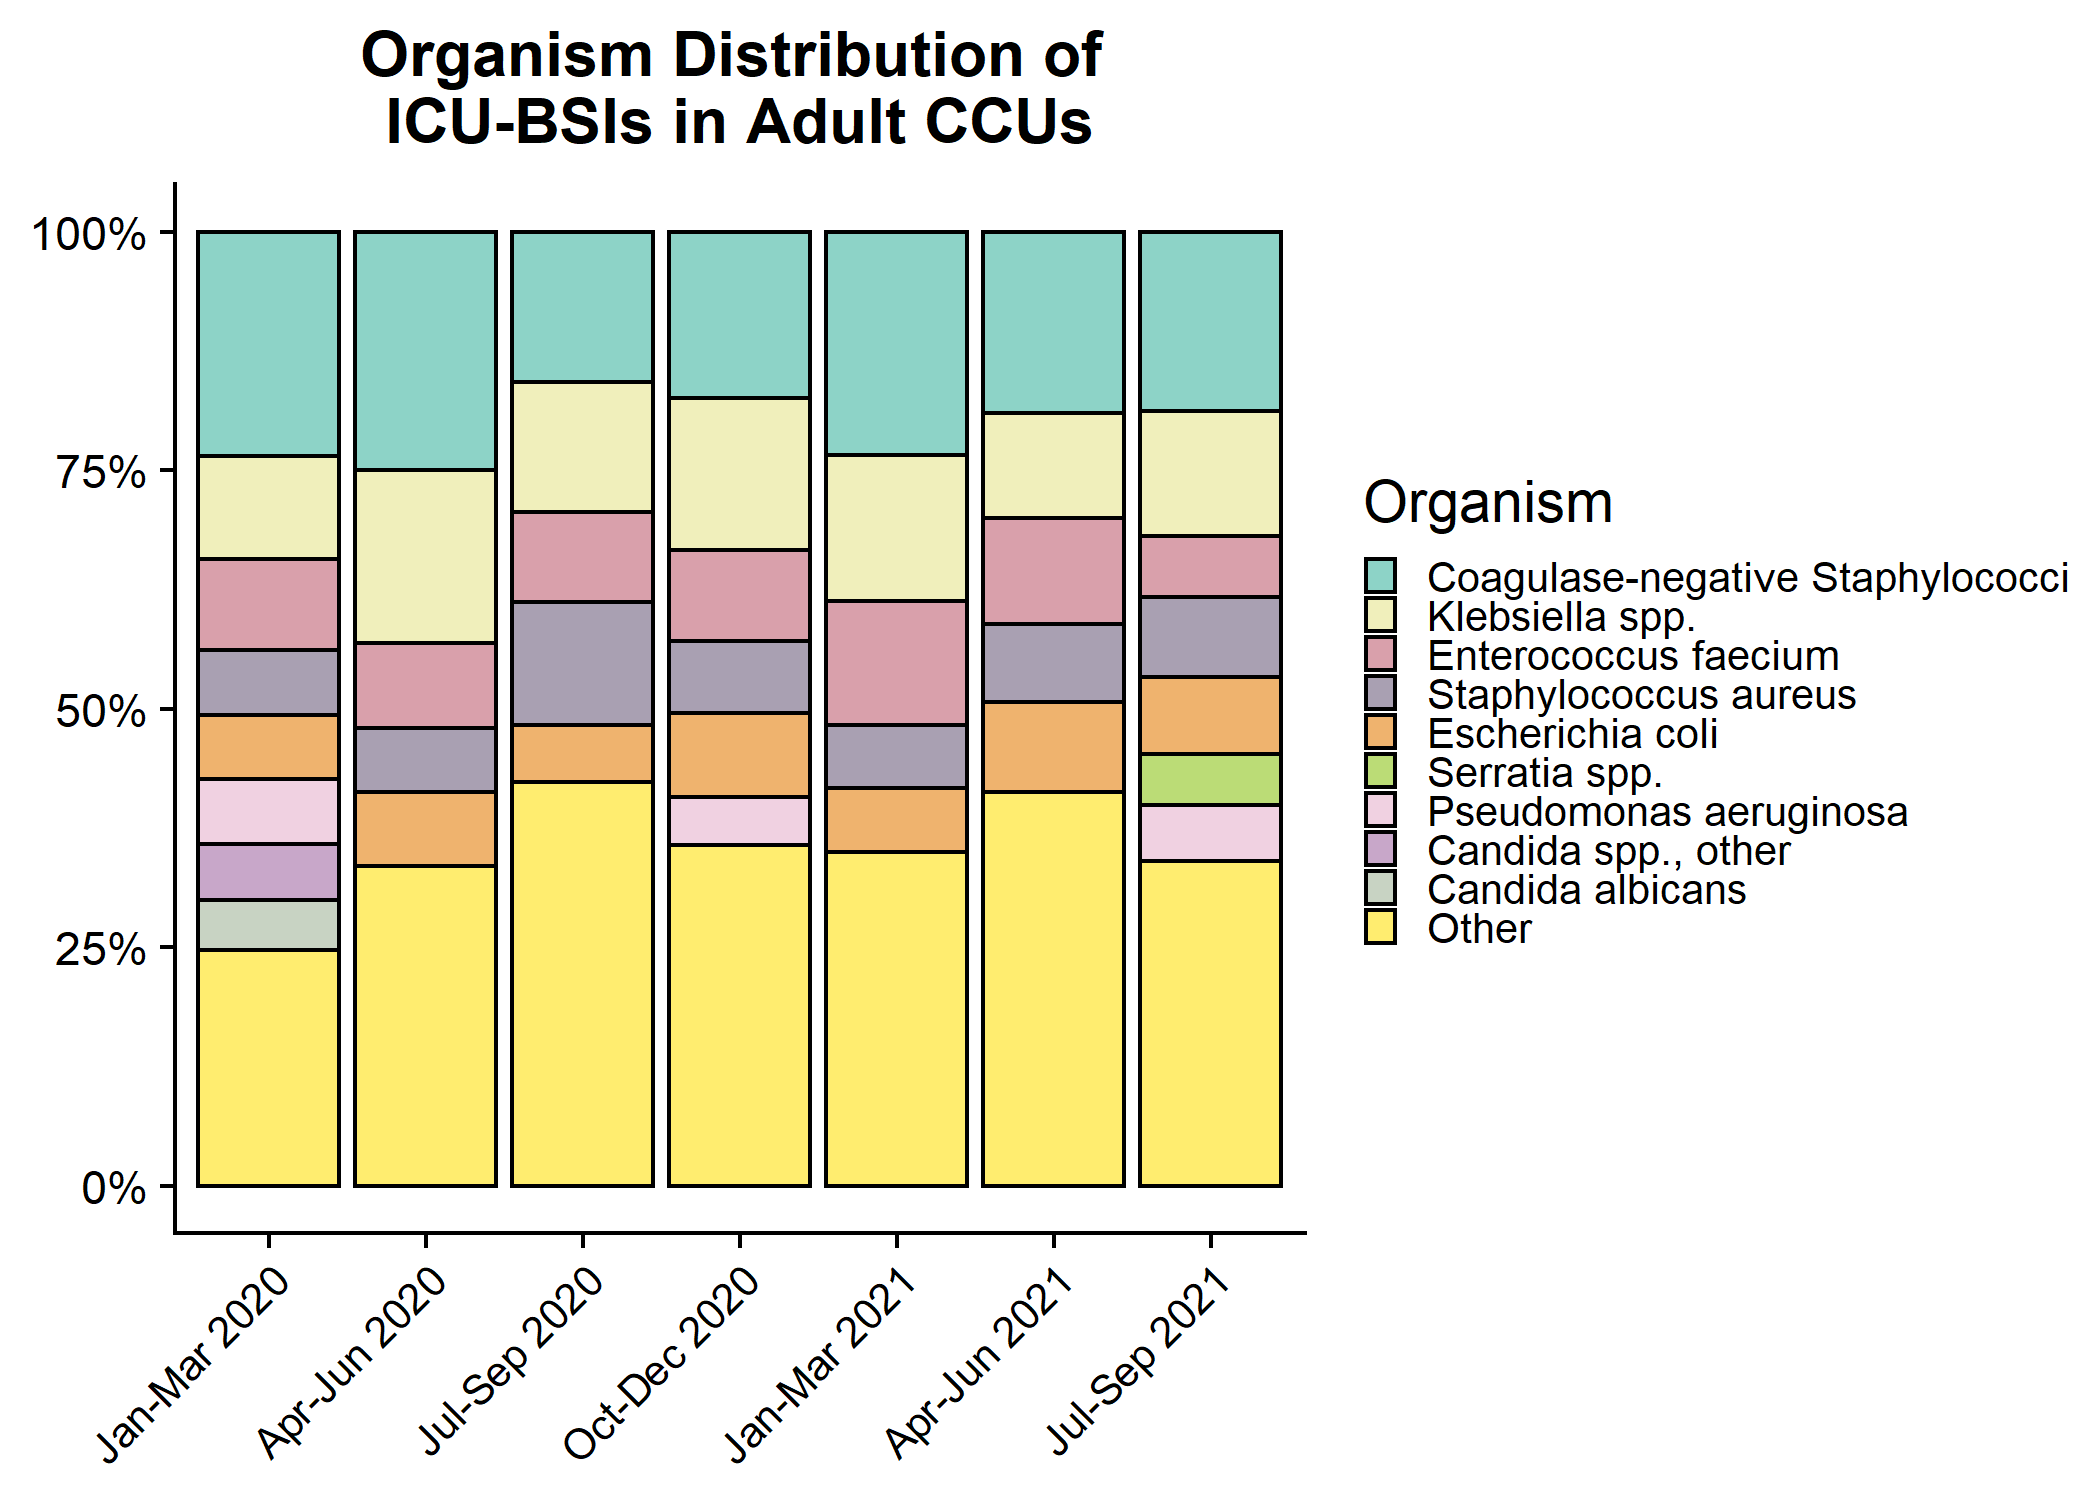 Organism Distribution of
ICU-BSIs in Adult CCUs
100%
75%
50%
25%
0%
Jan-Mar 2020
Apr-Jun 2020
Jul-Sep 2020
Oct-Dec 2020
Jan-Mar 2021
Apr-Jun 2021
Jul-Sep 2021
Organism
Coagulase-negative Staphylococci
Klebsiella spp.
Enterococcus faecium
Staphylococcus aureus
Escherichia coli
Serratia spp.
Pseudomonas aeruginosa
Candida spp., other
Candida albicans
Other